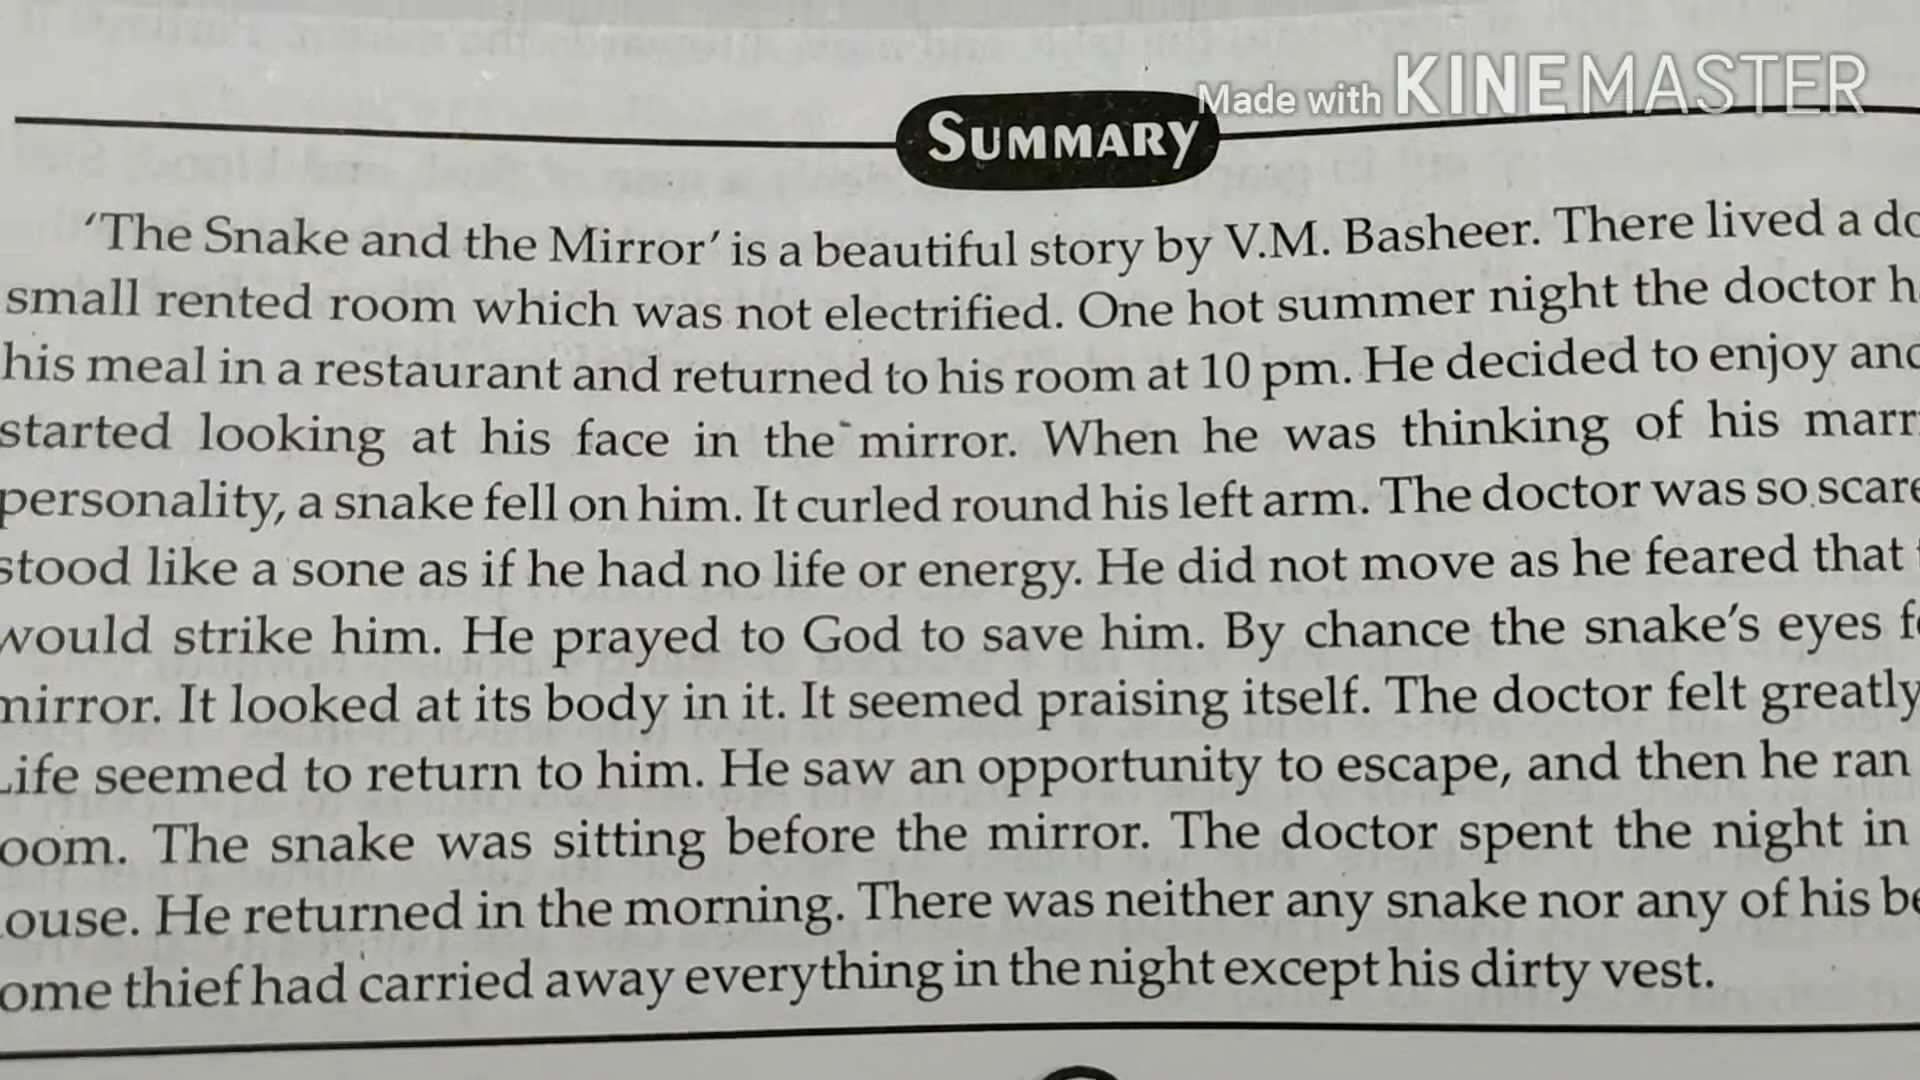 Made with KINEMASTER
SUMMARY
'The Snake and the Mirror' is a beautiful story by V.M. Basheer. There lived a
small rented room which was not electrified. One hot summer night the doctor
his meal in a restaurant and returned to his room at 10 pm. He decided to enjoy
started looking at his face in the mirror. When he was thinking of his
personality, a snake fell on him. It curled round his left arm. The doctor was so
stood like a sone as if he had no life or energy. He did not move as he feared that
would strike him. He prayed to God to save him. By chance the snake's eyes
mirror. It looked at its body in it. It seemed praising itself. The doctor felt greatly
Life seemed to return to him. He saw an opportunity to escape, and then he ran
oom. The snake was sitting before the mirror. The doctor spent the night in
ouse. He returned in the morning. There was neither any snake nor any of his
ome thief had carried away everything in the night except his dirty vest.